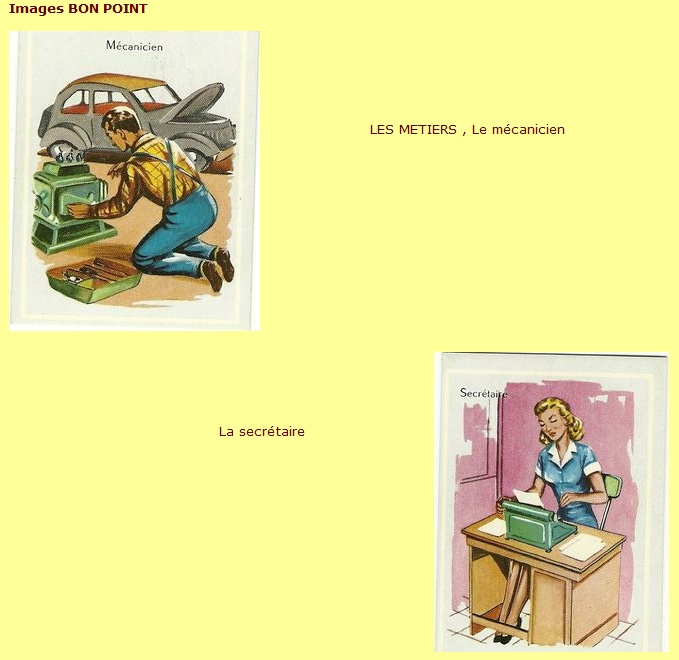 Images BON POINT
Mécanicien
LES METIERS , Le mécanicien
Secrétaire
La secrétaire